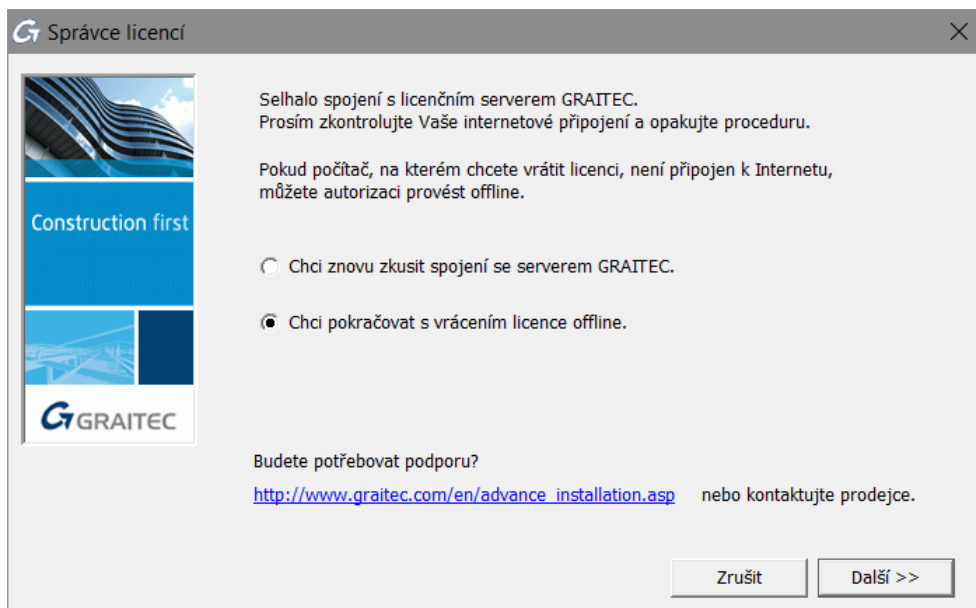 Správce licencí
Selhalo spojení s licenčním serverem GRAITEC.
Prosím zkontrolujte Vaše internetové připojení a opakujte proceduru.
Pokud počítač, na kterém chcete vrátit licenci, není připojen k Internetu,
můžete autorizaci provést offline.
Construction first
Chci znovu zkusit spojení se serverem GRAITEC.
Chci pokračovat s vrácením licence offline.
GRAITEC
Budete potřebovat podporu?
http://www.graitec.com/en/advance_installation.asp nebo kontaktujte prodejce.
Zrušit Další >>